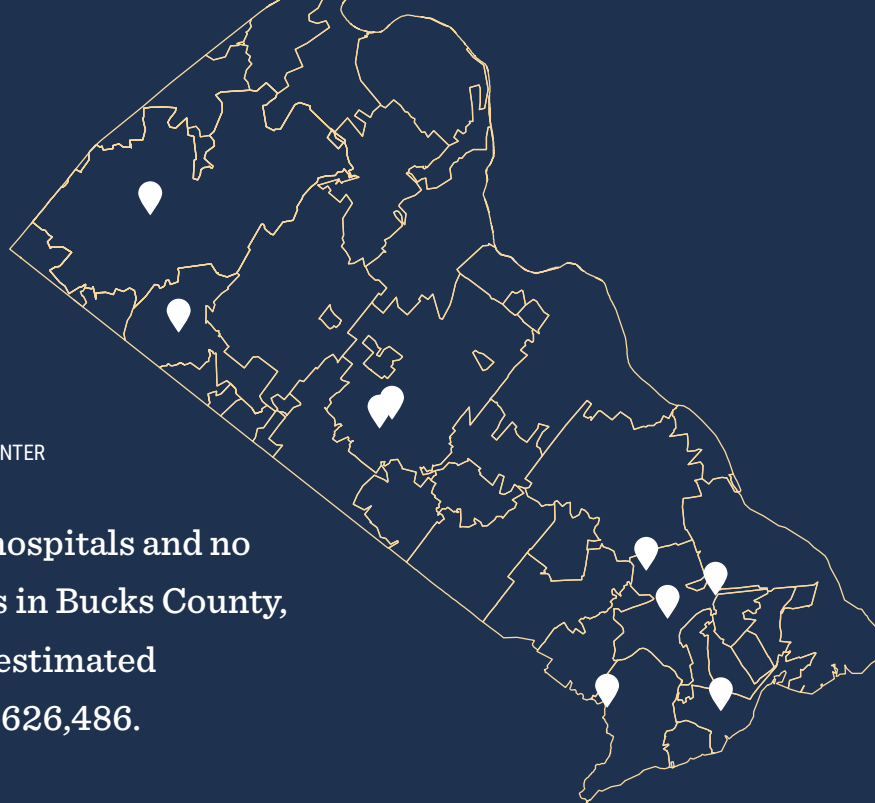 NTER
hospitals and no
s in Bucks County,
estimated
626,486.